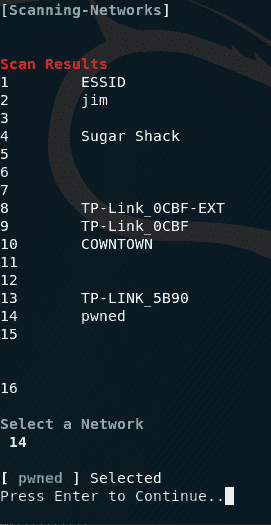 [Scanning-Networks]
Scan Results
1 ESSID
2 jim
3
4 Sugar Shack
5
6
7
8 TP-Link_0CBF-EXT
9 TP-Link_0CBF
10 COWNTOWN
11
12
13 TP-LINK_5B90
14 pwned
15
16
Select a Network
14
[ pwned ] Selected
Press Enter to Continue..